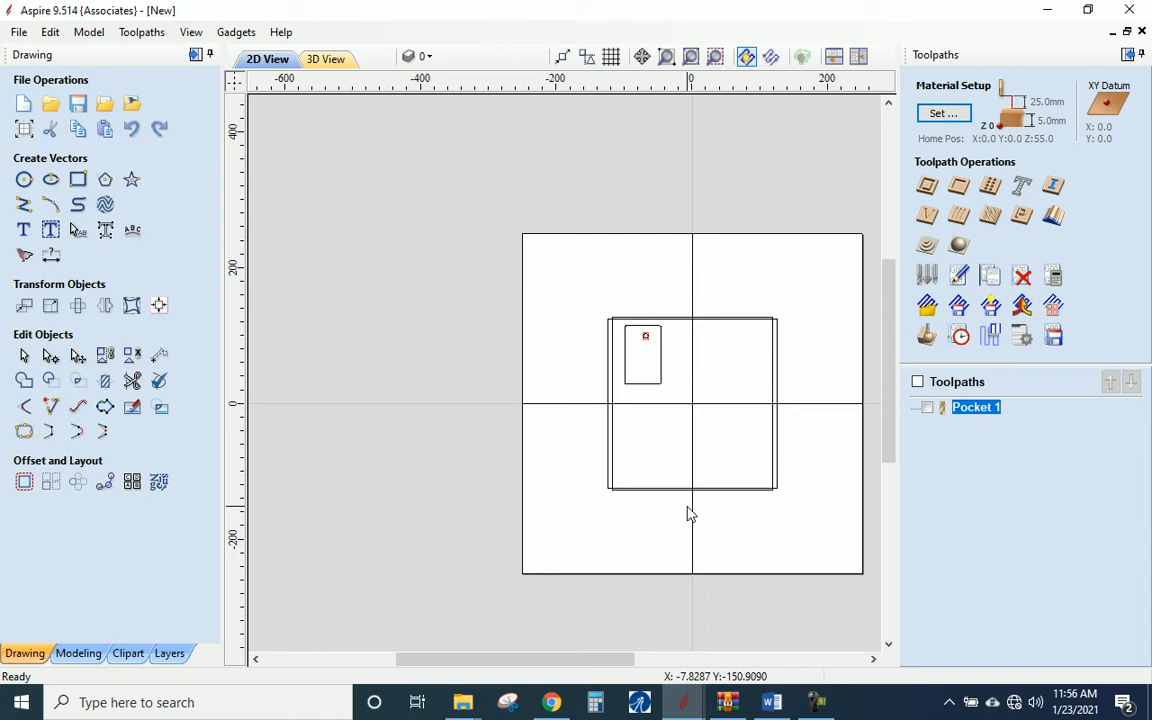 Aspire 9.514 {Associates} - [New]
File Edit Model Toolpaths View Gadgets Help
Drawing
2D View
3D View
0
Toolpaths
File Operations
Create Vectors
Transform Objects
Edit Objects
Offset and Layout
-600 -400 -200 0 200
400
200
0
-200
Material Setup
Set ...
25.0mm
5.0mm
Z 0
XY Datum
X: 0.0
Y: 0.0
Home Pos: X:0.0 Y:0.0 Z:55.0
Toolpath Operations
Toolpaths
Pocket 1
Drawing Modeling Clipart Layers
Ready
X: -7.8287 Y:-150.9090
Type here to search
11:56 AM
1/23/2021
2